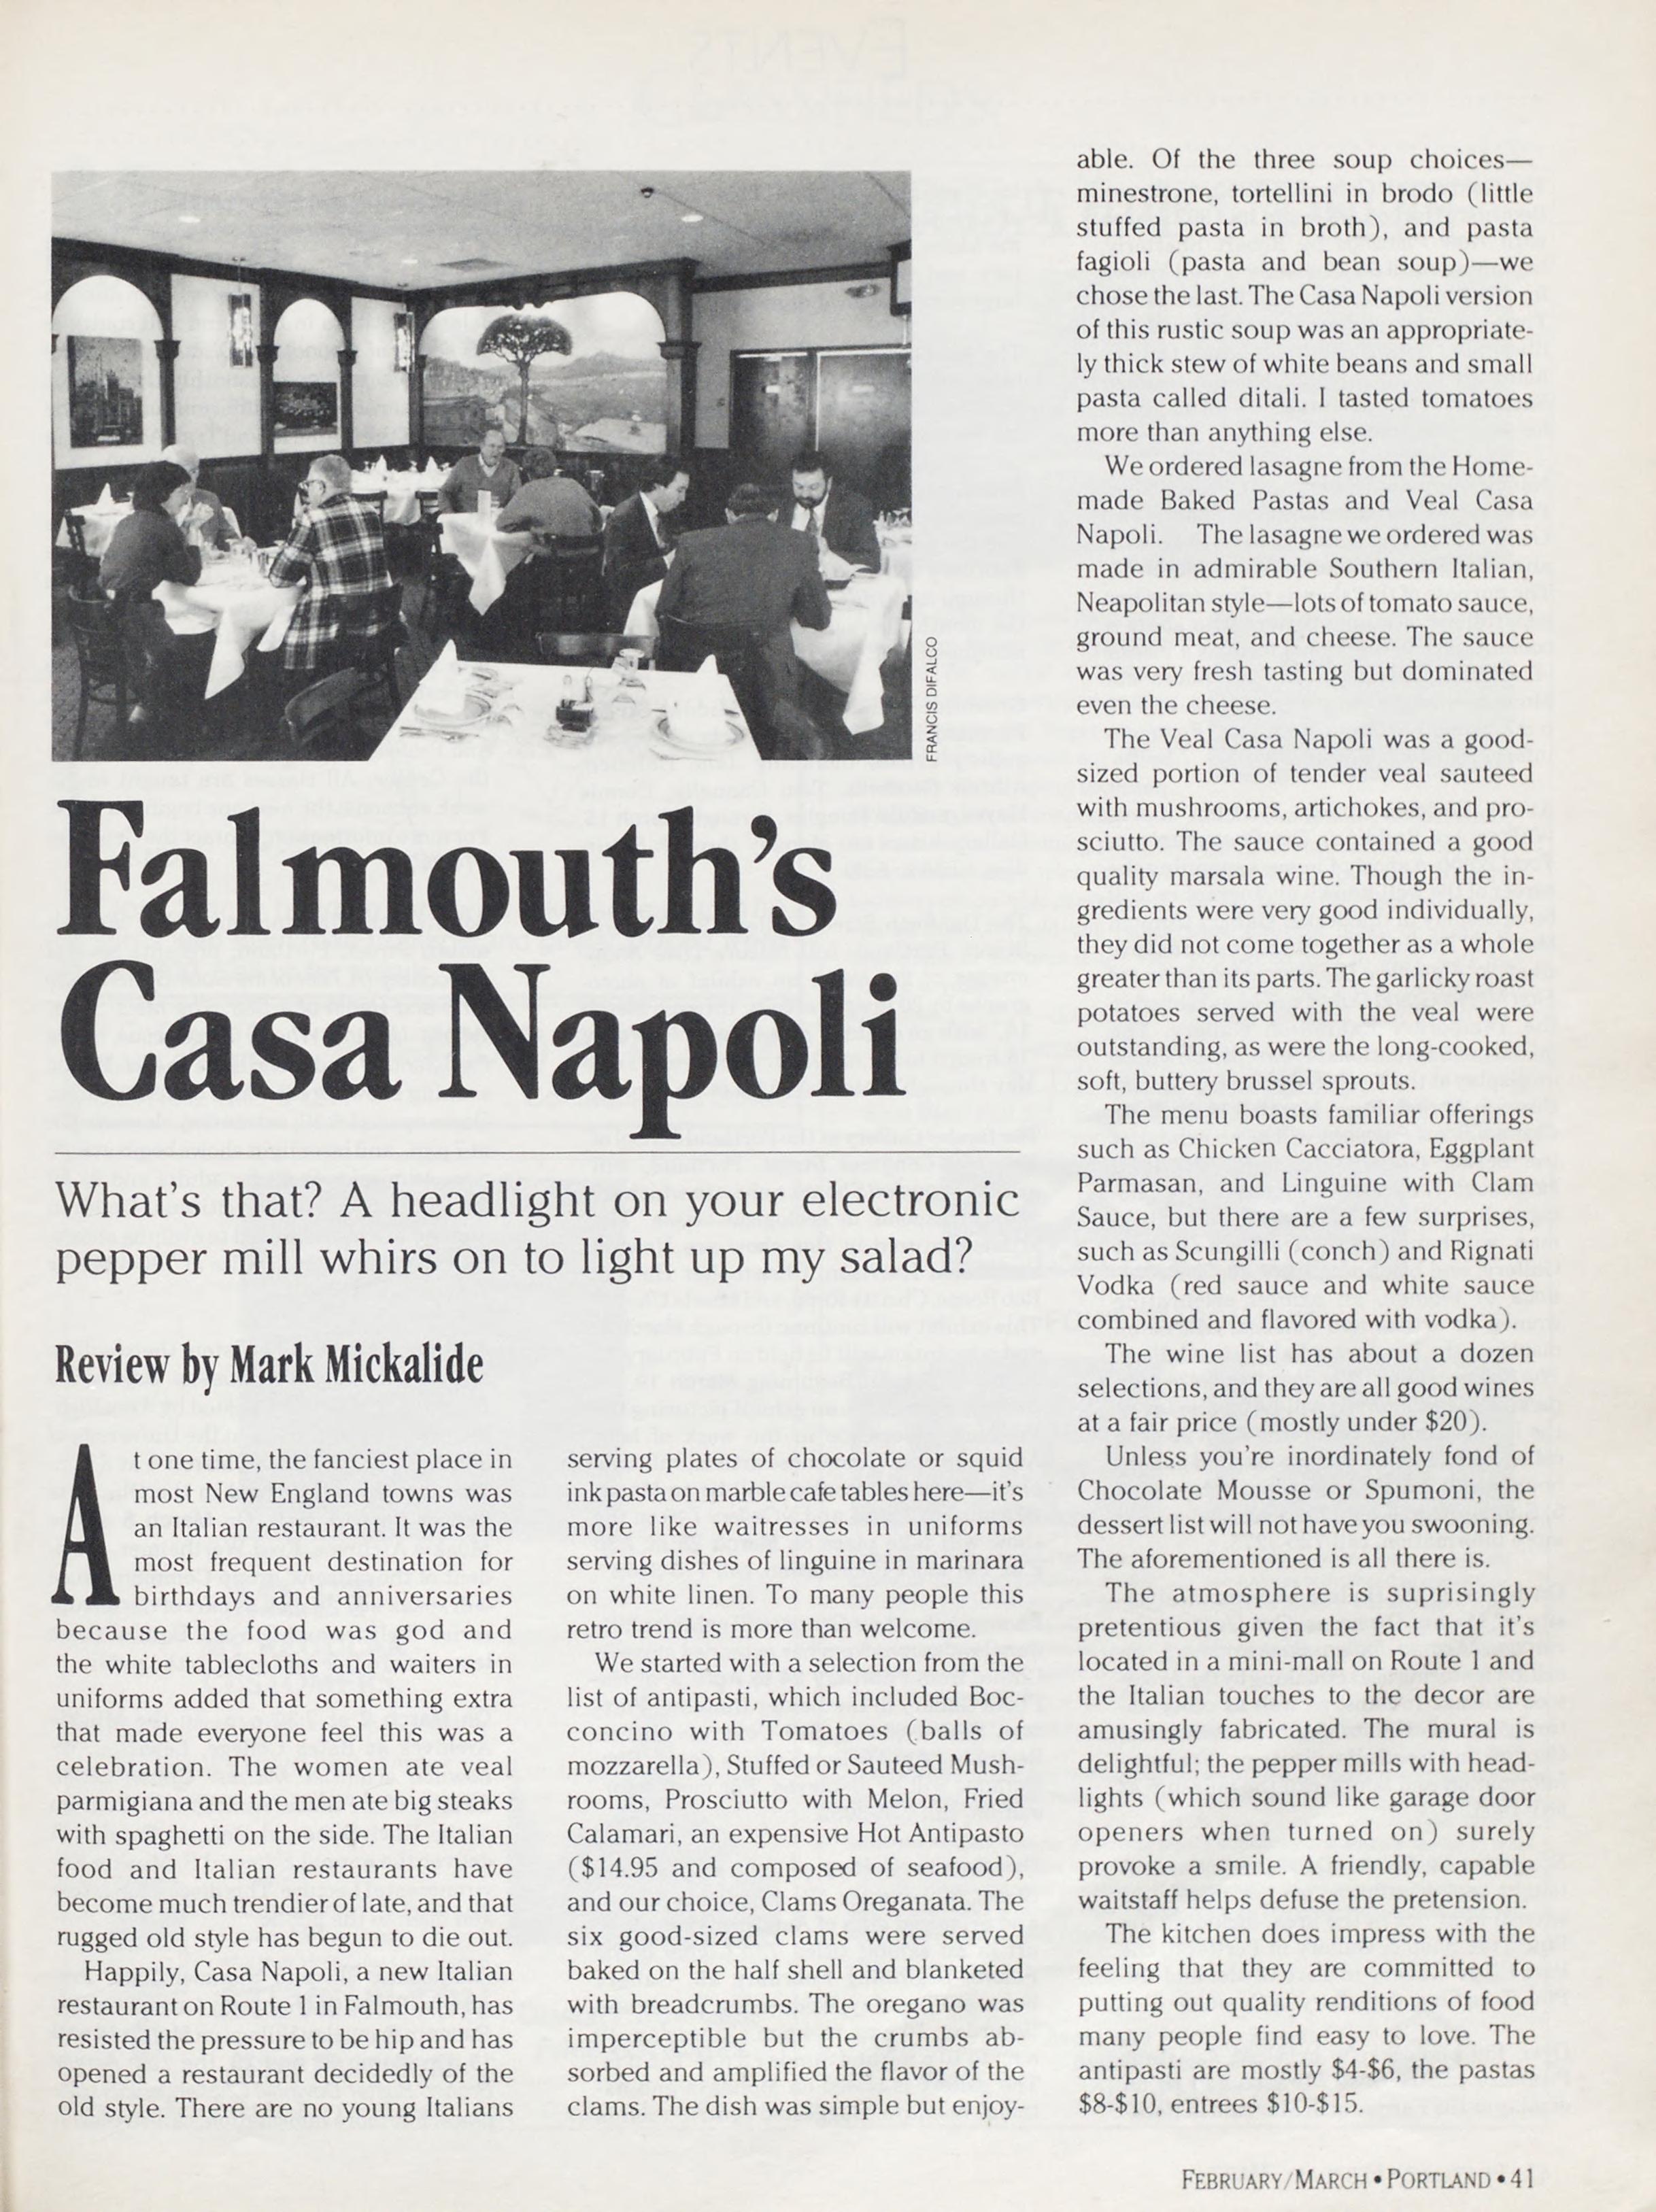 FRANCIS DIFALCO
Falmouth's
Casa Napoli
What's that? A headlight on your electronic
pepper mill whirs on to light up my salad?
Review by Mark Mickalide
At one time, the fanciest place in
most New England towns was
an Italian restaurant. It was the
most frequent destination for
birthdays and anniversaries
because the food was god and
the white tablecloths and waiters in
uniforms added that something extra
that made everyone feel this was a
celebration. The women ate veal
parmigiana and the men ate big steaks
with spaghetti on the side. The Italian
food and Italian restaurants have
become much trendier of late, and that
rugged old style has begun to die out.
Happily, Casa Napoli, a new Italian
restaurant on Route 1 in Falmouth, has
resisted the pressure to be hip and has
opened a restaurant decidedly of the
old style. There are no young Italians
serving plates of chocolate or squid
ink pasta on marble cafe tables here—it's
more like waitresses in uniforms
serving dishes of linguine in marinara
on white linen. To many people this
retro trend is more than welcome.
We started with a selection from the
list of antipasti, which included Boc-
concino with Tomatoes (balls of
mozzarella), Stuffed or Sauteed Mush-
rooms, Prosciutto with Melon, Fried
Calamari, an expensive Hot Antipasto
($14.95 and composed of seafood),
and our choice, Clams Oreganata. The
six good-sized clams were served
baked on the half shell and blanketed
with breadcrumbs. The oregano was
imperceptible but the crumbs ab-
sorbed and amplified the flavor of the
clams. The dish was simple but enjoy-
able. Of the three soup choices—
minestrone, tortellini in brodo (little
stuffed pasta in broth), and pasta
fagioli (pasta and bean soup)—we
chose the last. The Casa Napoli version
of this rustic soup was an appropriate-
ly thick stew of white beans and small
pasta called ditali. I tasted tomatoes
more than anything else.
We ordered lasagne from the Home-
made Baked Pastas and Veal Casa
Napoli. The lasagne we ordered was
made in admirable Southern Italian,
Neapolitan style—lots of tomato sauce,
ground meat, and cheese. The sauce
was very fresh tasting but dominated
even the cheese.
The Veal Casa Napoli was a good-
sized portion of tender veal sauteed
with mushrooms, artichokes, and pro-
sciutto. The sauce contained a good
quality marsala wine. Though the in-
gredients were very good individually,
they did not come together as a whole
greater than its parts. The garlicky roast
potatoes served with the veal were
outstanding, as were the long-cooked,
soft, buttery brussel sprouts.
The menu boasts familiar offerings
such as Chicken Cacciatora, Eggplant
Parmasan, and Linguine with Clam
Sauce, but there are a few surprises,
such as Scungilli (conch) and Rignati
Vodka (red sauce and white sauce
combined and flavored with vodka).
The wine list has about a dozen
selections, and they are all good wines
at a fair price (mostly under $20).
Unless you're inordinately fond of
Chocolate Mousse or Spumoni, the
dessert list will not have you swooning.
The aforementioned is all there is.
The atmosphere is suprisingly
pretentious given the fact that it's
located in a mini-mall on Route 1 and
the Italian touches to the decor are
amusingly fabricated. The mural is
delightful; the pepper mills with head-
lights (which sound like garage door
openers when turned on) surely
provoke a smile. A friendly, capable
waitstaff helps defuse the pretension.
The kitchen does impress with the
feeling that they are committed to
putting out quality renditions of food
many people find easy to love. The
antipasti are mostly $4-$6, the pastas
$8-$10, entrees $10-$15.
FEBRUARY/MARCH • PORTLAND • 41